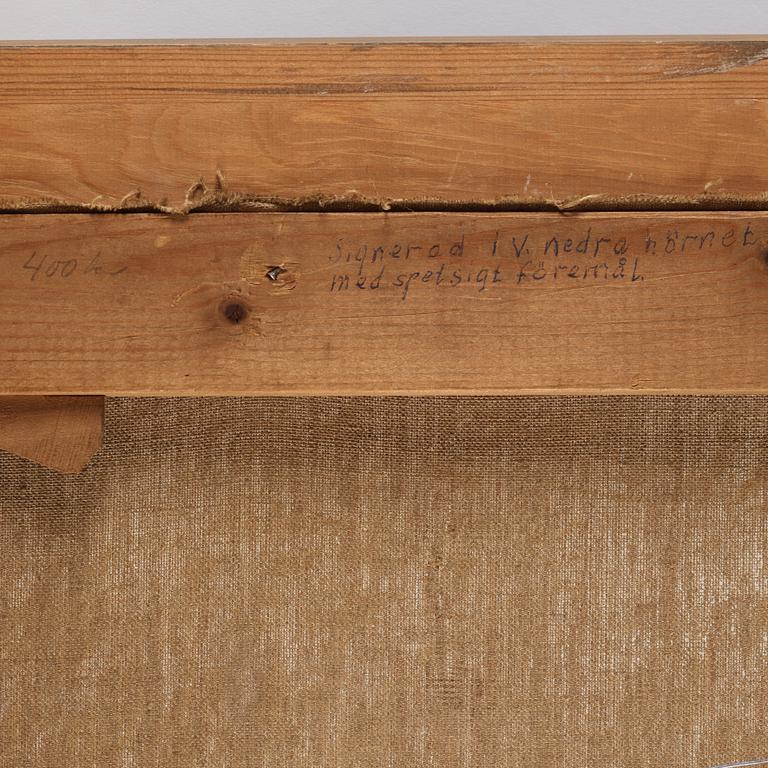 400 kr
Signerad i V. nedra hörnet
med spetsigt föremål.